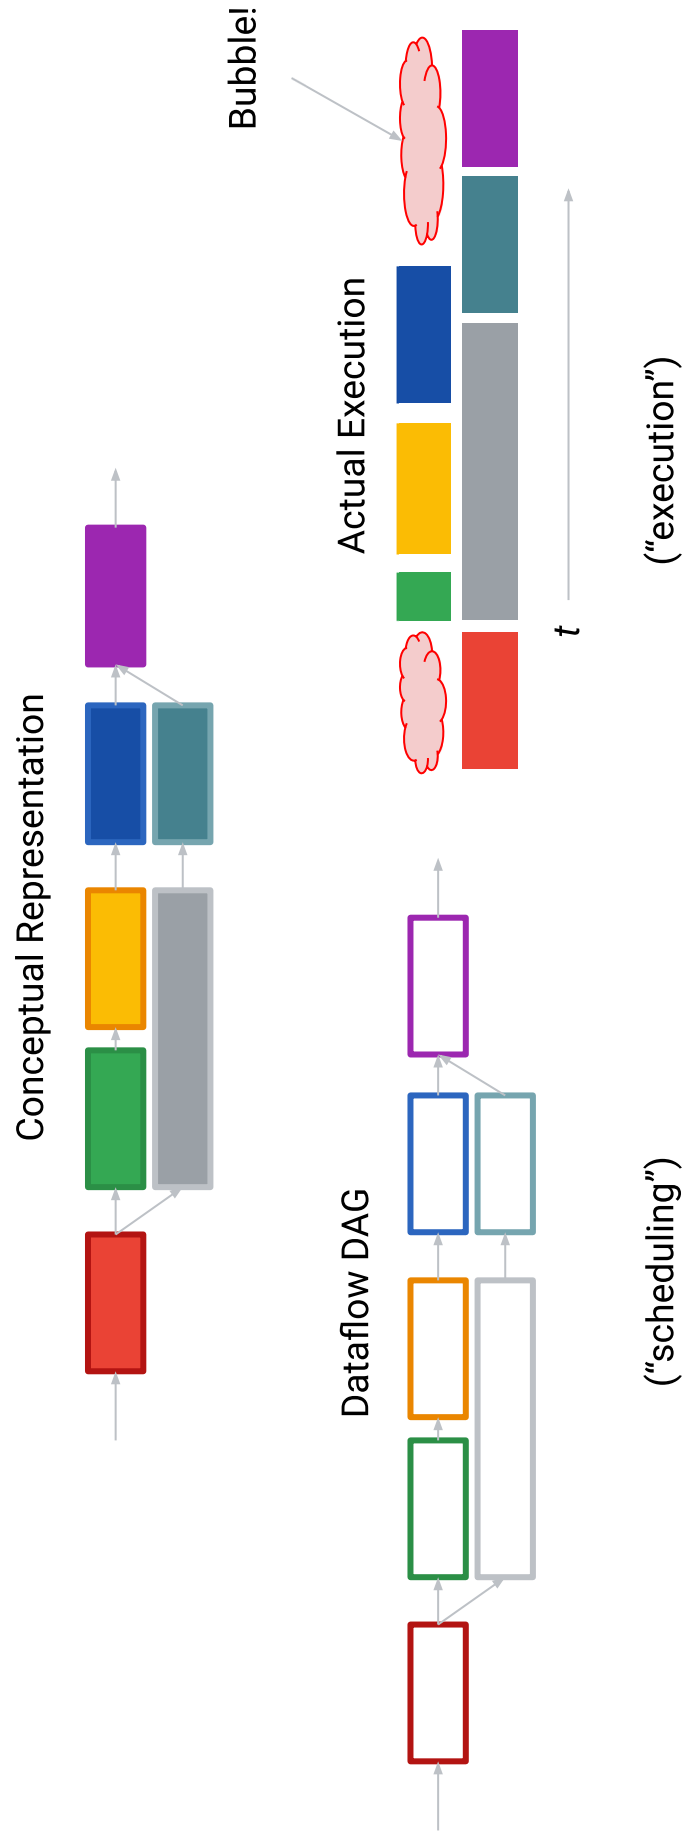 Conceptual Representation
Bubble!
Dataflow DAG
Actual Execution
t
(“scheduling”)
(“execution”)